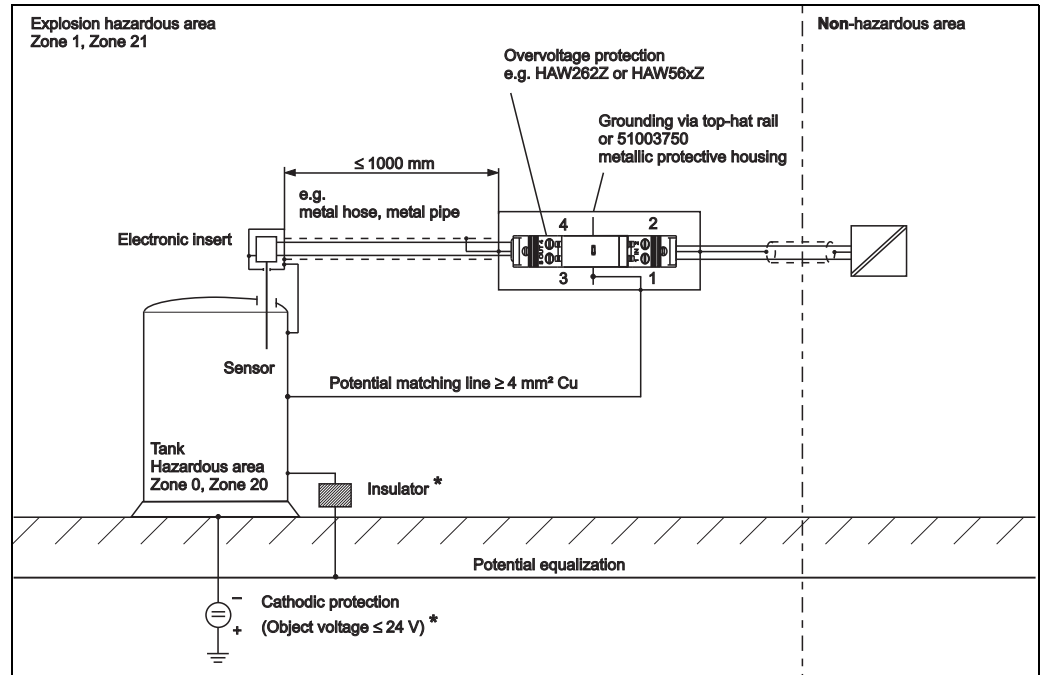 Explosion hazardous area
Zone 1, Zone 21
Non-hazardous area
Overvoltage protection
e.g. HAW262Z or HAW56xZ
Grounding via top-hat rail
or 51003750
metallic protective housing
≤ 1000 mm
e.g.
metal hose, metal pipe
4
2
Electronic insert
3
1
Sensor
Potential matching line ≥ 4 mm² Cu
Tank
Hazardous area
Zone 0, Zone 20
Insulator *
Potential equalization
–
+
Cathodic protection
(Object voltage ≤ 24 V) *